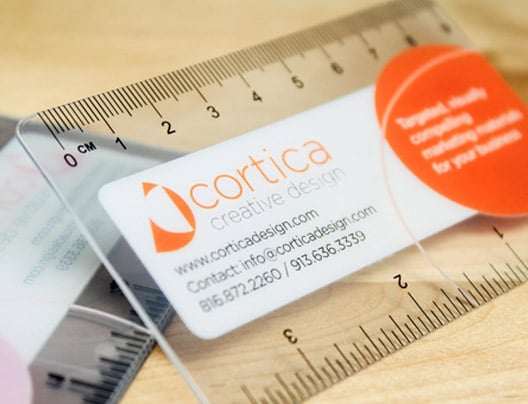 0 CM 1 2 3 4 5 6 7 8 9
cortica
creative design
www.corticadesign.com
Contact: info@corticadesign.com
816.872.2260 / 913.636.3339
Targeted, visually
compelling
marketing materials
for your business
3 2 1